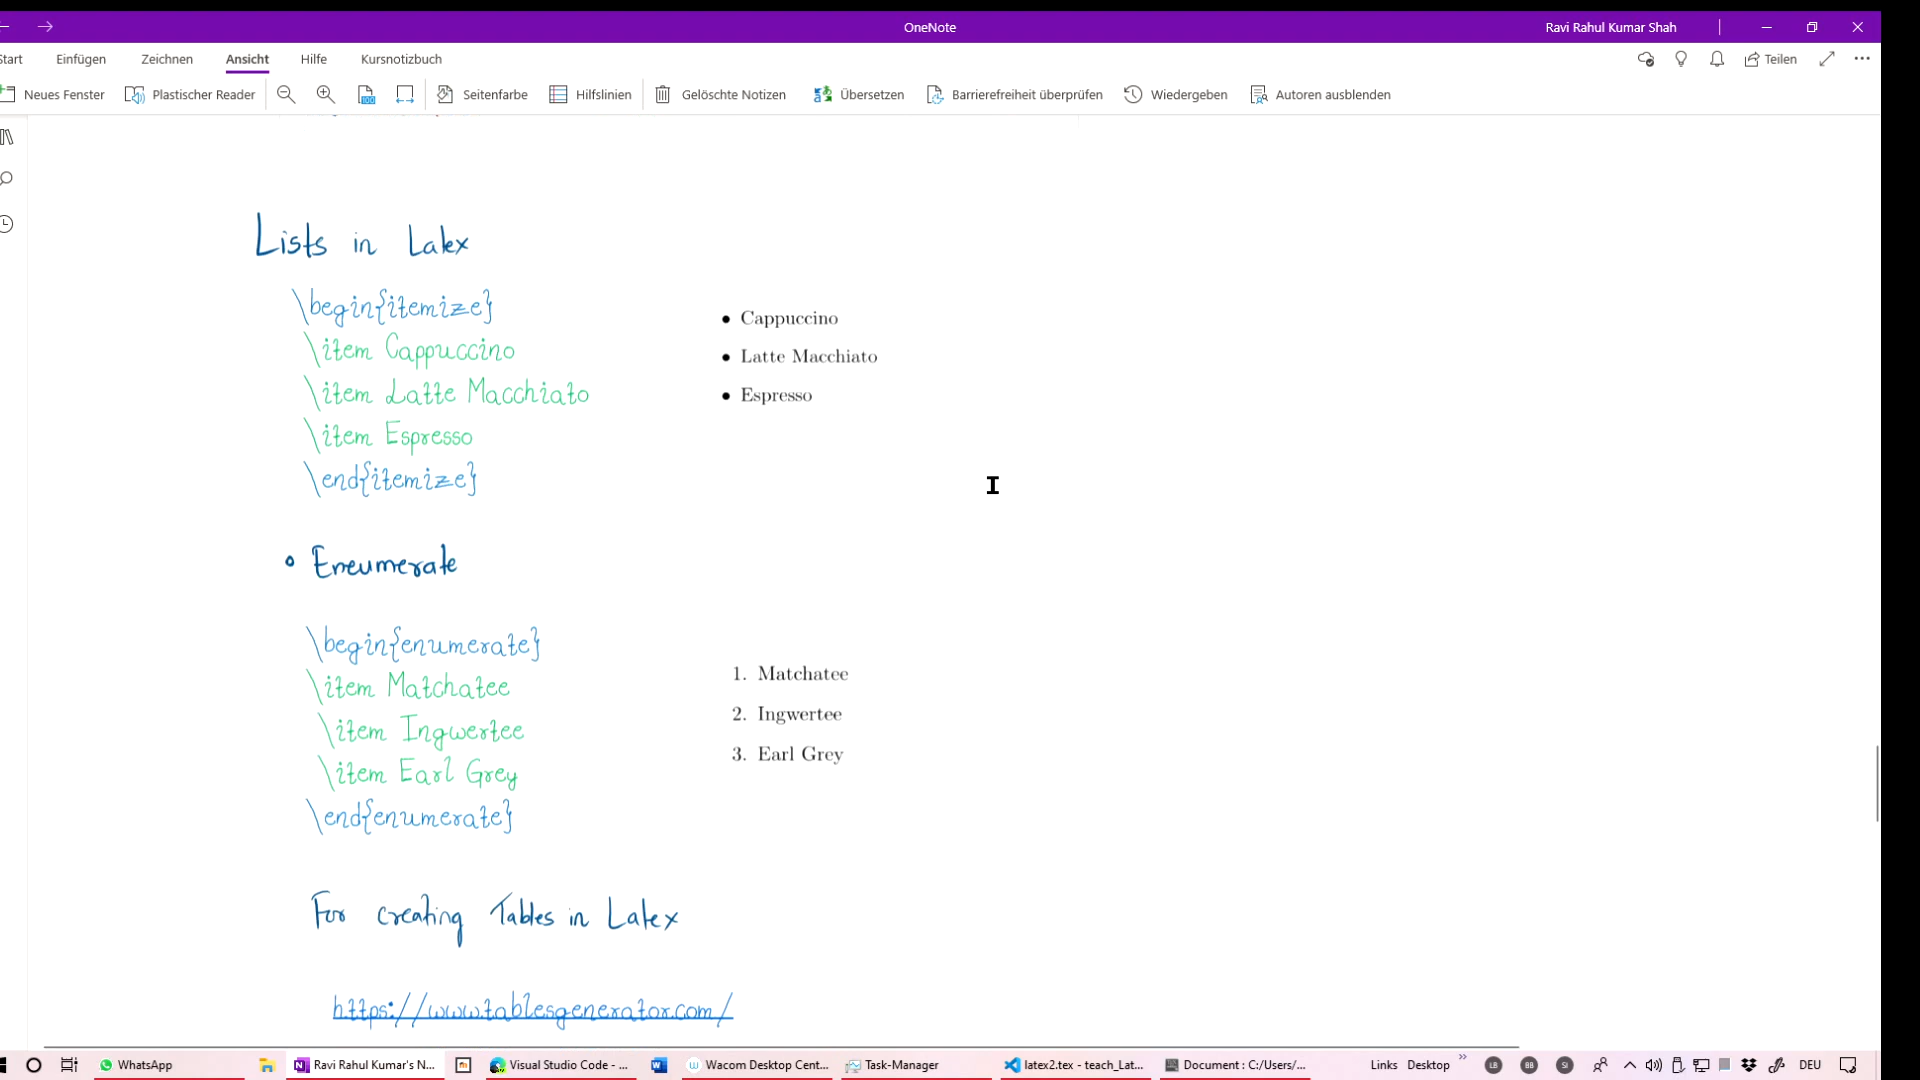 OneNote
Ravi Rahul Kumar Shah
Start Einfügen Zeichnen Ansicht Hilfe Kursnotizbuch
Teilen
Neues Fenster Plastischer Reader Seitenfarbe Hilfslinien Gelöschte Notizen Übersetzen Barrierefreiheit überprüfen Wiedergeben Autoren ausblenden
Lists in Latex
\begin{itemize}
\item Cappuccino
\item Latte Macchiato
\item Espresso
\end{itemize}
• Cappuccino
• Latte Macchiato
• Espresso
• Eneumerate
\begin{enumerate}
\item Matchatee
\item Ingwertee
\item Earl Grey
\end{enumerate}
1. Matchatee
2. Ingwertee
3. Earl Grey
For creating Tables in Latex
https://www.tablesgenerator.com/
WhatsApp Ravi Rahul Kumar's N... Visual Studio Code - ... Wacom Desktop Cent... Task-Manager latex2.tex - teach_Lat... Document : C:/Users/... Links Desktop LB BB SI DEU